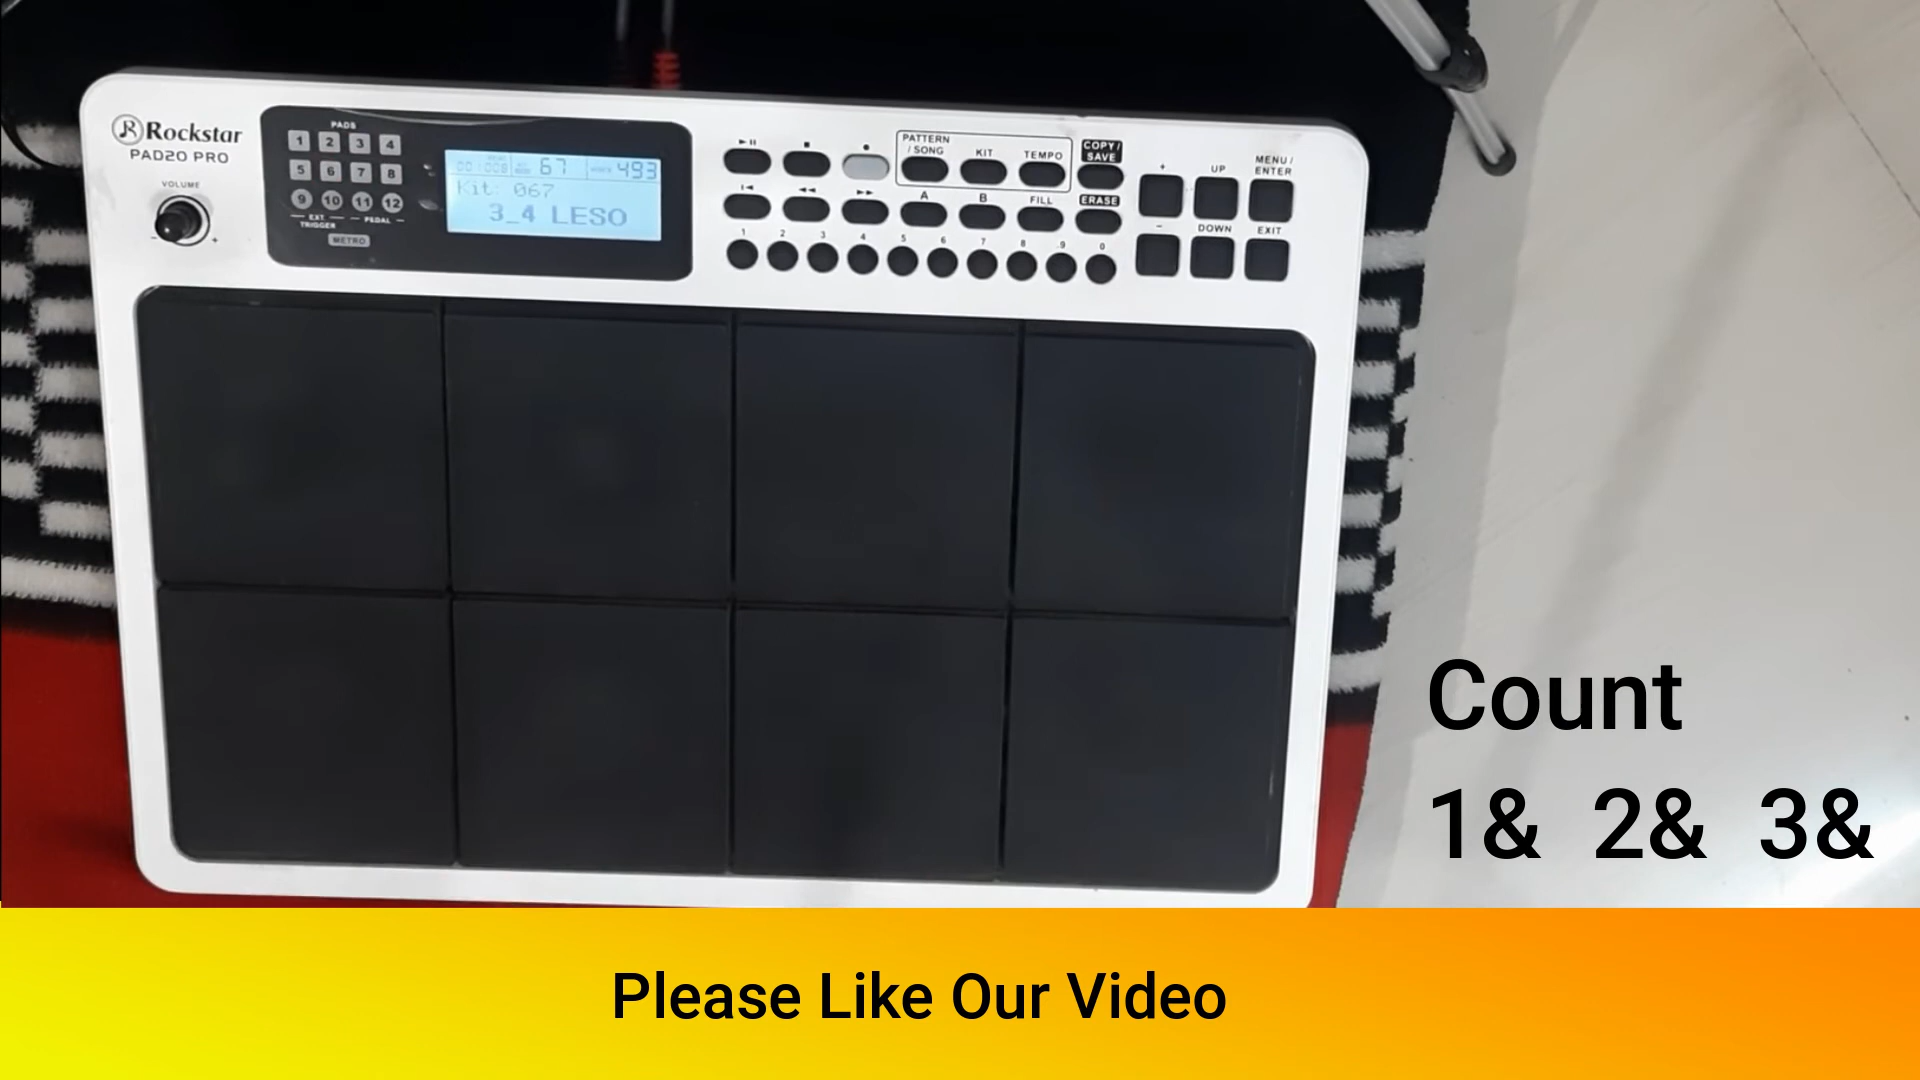 Rockstar
PAD20 PRO
VOLUME
- +
PADS
1 2 3 4
5 6 7 8
9 10 11 12
EXT. TRIGGER
PEDAL
METRO
67
493
Kit: 067
3_4 LESO
PATTERN
/ SONG
KIT
TEMPO
COPY /
SAVE
A
B
FILL
ERASE
1 2 3 4 5 6 7 8 9 0
+
UP
MENU /
ENTER
-
DOWN
EXIT
Count
1& 2& 3&
Please Like Our Video